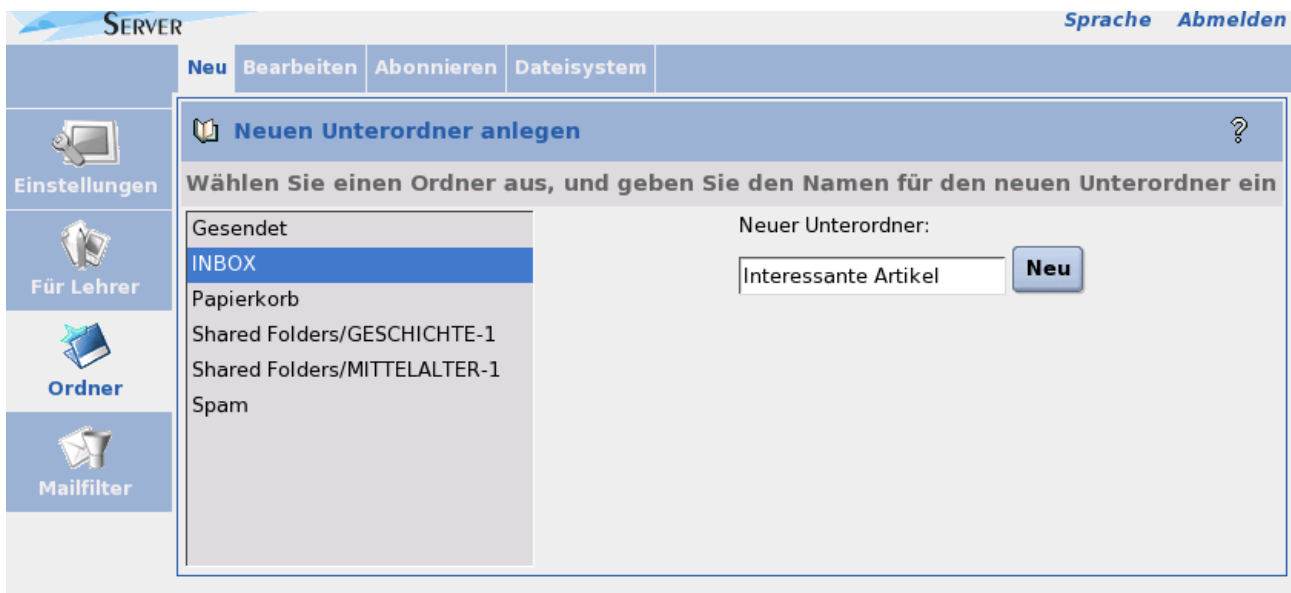 SERVER
Sprache Abmelden
Neu Bearbeiten Abonnieren Dateisystem
Neuen Unterordner anlegen ?
Einstellungen
Wählen Sie einen Ordner aus, und geben Sie den Namen für den neuen Unterordner ein
Gesendet
INBOX
Papierkorb
Shared Folders/GESCHICHTE-1
Shared Folders/MITTELALTER-1
Spam
Neuer Unterordner:
Interessante Artikel Neu
Für Lehrer
Ordner
Mailfilter